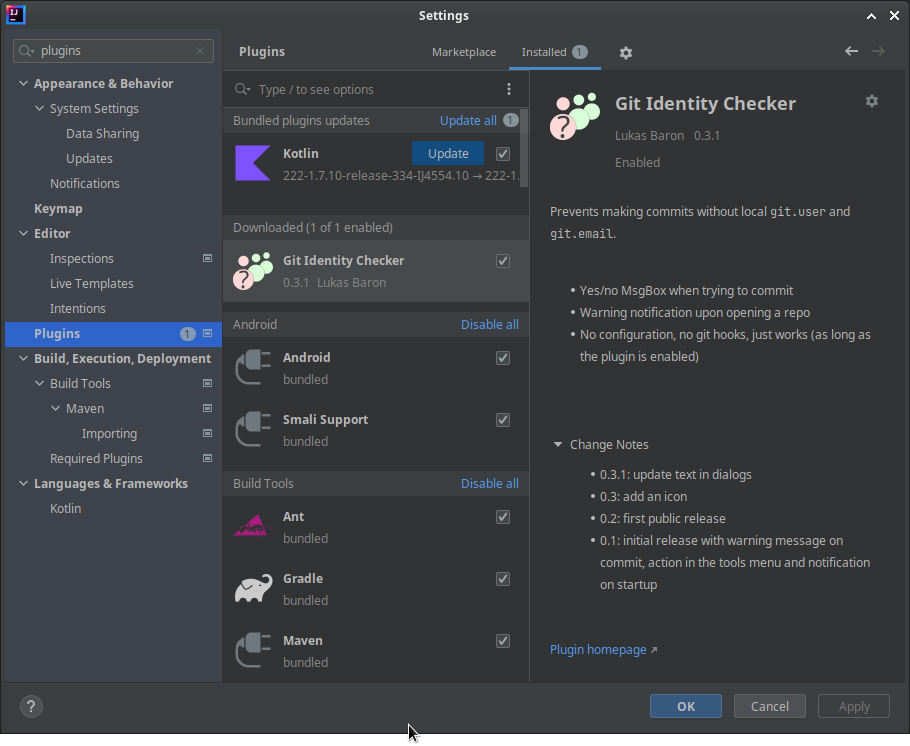 Settings
plugins
Appearance & Behavior
System Settings
Data Sharing
Updates
Notifications
Keymap
Editor
Inspections
Live Templates
Intentions
Plugins 1
Build, Execution, Deployment
Build Tools
Maven
Importing
Required Plugins
Languages & Frameworks
Kotlin
Plugins Marketplace Installed 1
Type / to see options
Bundled plugins updates Update all 1
Kotlin Update
222-1.7.10-release-334-IJ4554.10 → 222-1.
Downloaded (1 of 1 enabled)
Git Identity Checker
0.3.1 Lukas Baron
Android Disable all
Android
bundled
Smali Support
bundled
Build Tools Disable all
Ant
bundled
Gradle
bundled
Maven
bundled
Git Identity Checker
Lukas Baron 0.3.1
Enabled
Prevents making commits without local git.user and
git.email.
• Yes/no MsgBox when trying to commit
• Warning notification upon opening a repo
• No configuration, no git hooks, just works (as long as
the plugin is enabled)
Change Notes
• 0.3.1: update text in dialogs
• 0.3: add an icon
• 0.2: first public release
• 0.1: initial release with warning message on
commit, action in the tools menu and notification
on startup
Plugin homepage ↗
? OK Cancel Apply